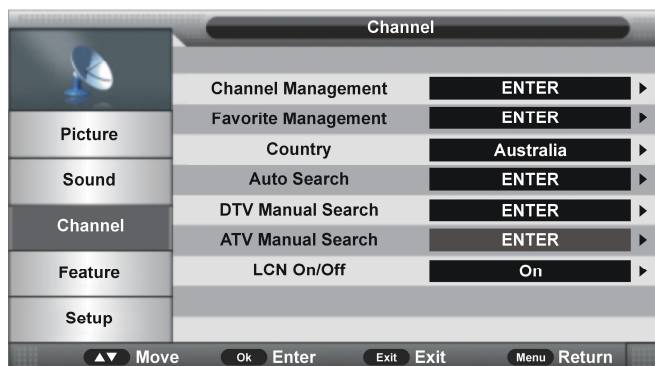 Channel
Channel Management ENTER
Favorite Management ENTER
Picture
Country Australia
Sound
Auto Search ENTER
DTV Manual Search ENTER
Channel
ATV Manual Search ENTER
Feature
LCN On/Off On
Setup
Move Ok Enter Exit Exit Menu Return